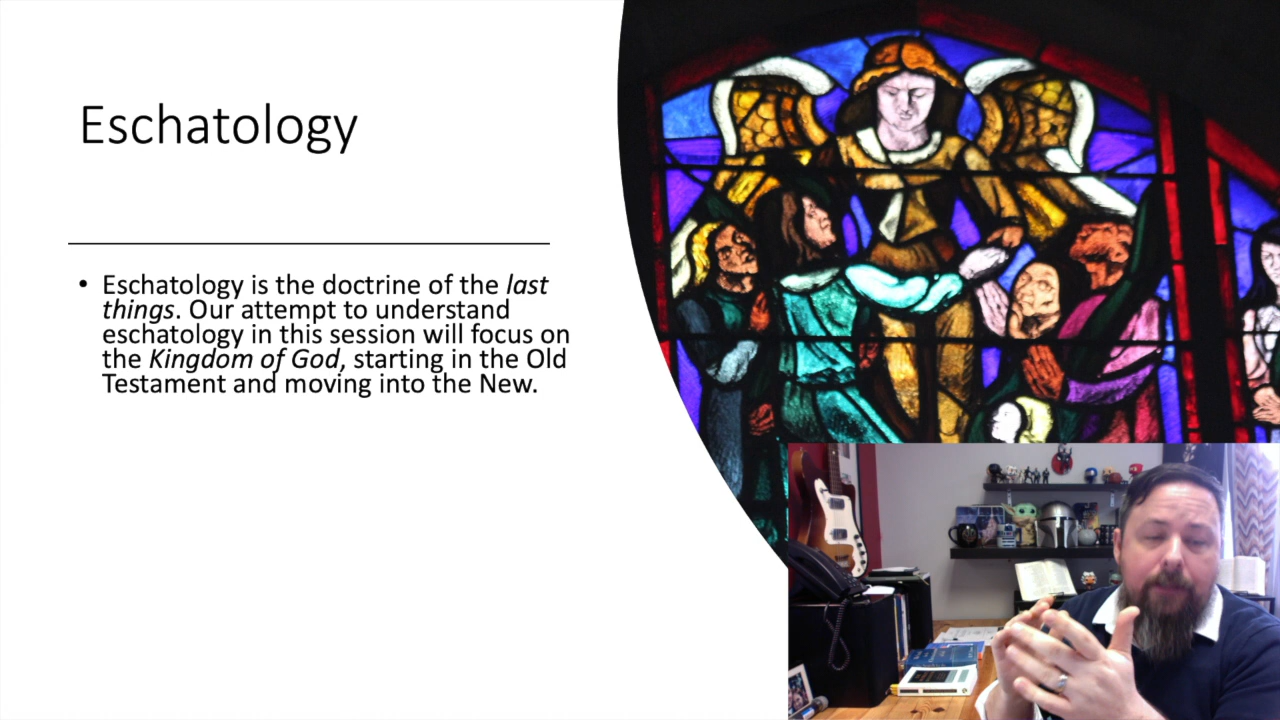 Eschatology
• Eschatology is the doctrine of the last
things. Our attempt to understand
eschatology in this session will focus on
the Kingdom of God, starting in the Old
Testament and moving into the New.